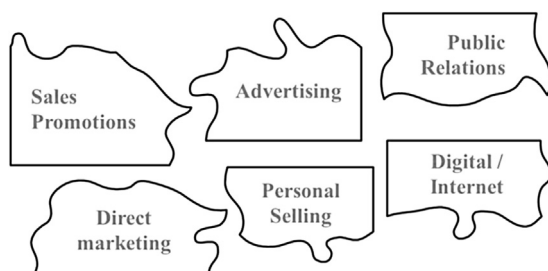 Sales
Promotions
Advertising
Public
Relations
Direct
marketing
Personal
Selling
Digital /
Internet